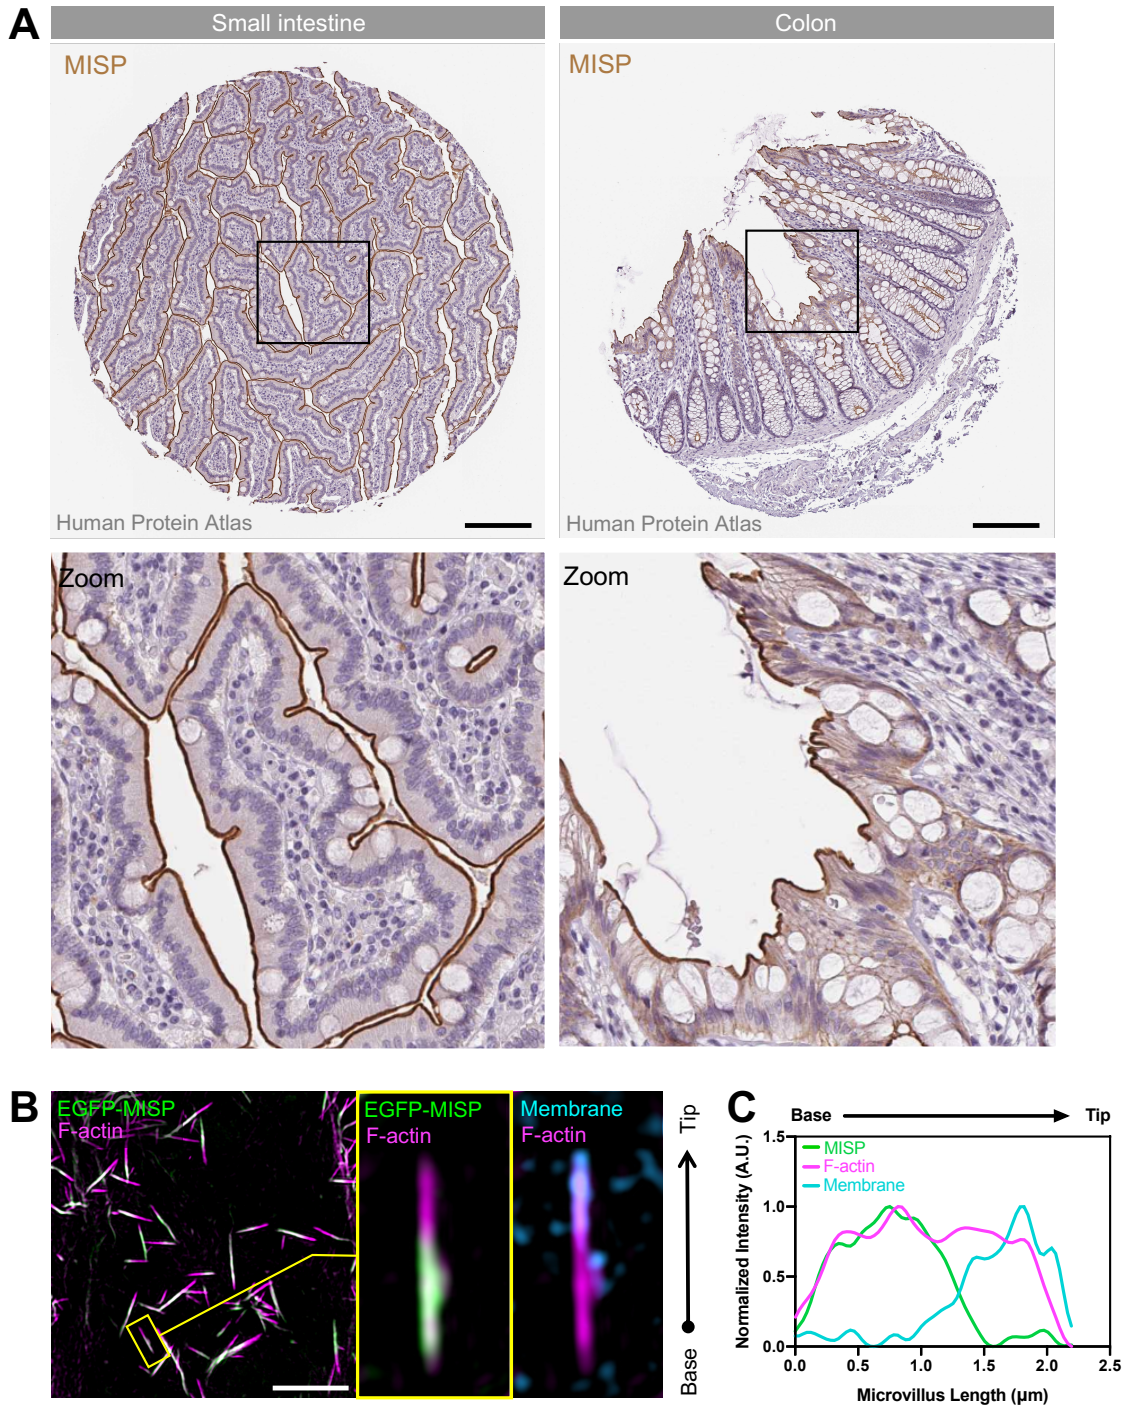 A
Small intestine
Colon
MISP
MISP
Human Protein Atlas
Human Protein Atlas
Zoom
Zoom
B
EGFP-MISP
F-actin
EGFP-MISP
F-actin
Membrane
F-actin
Tip
Base
C
Base
Tip
MISP
F-actin
Membrane
Normalized Intensity (A.U.)
1.5
1.0
0.5
0.0
0.0 0.5 1.0 1.5 2.0 2.5
Microvillus Length (μm)